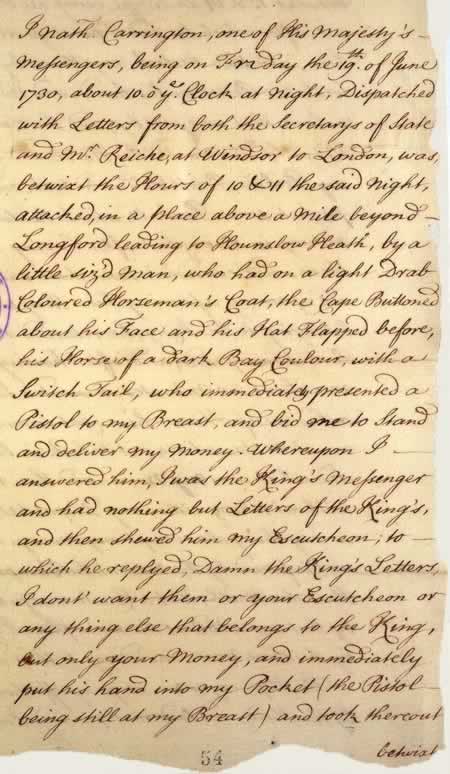 I Nath. Carrington, one of His Majesty's
Messengers, being on Friday the 19th. of June
1730, about 10. o'ye. Clock at Night, Dispatched
with Letters from both the Secretarys of State
and Mr. Reiche, at Windsor to London, was,
betwixt the Hours of 10 & 11 the said Night,
attacked, in a place above a Mile beyond
Longford leading to Hounslow Heath, by a
little siz'd Man, who had on a light Drab
Coloured Horseman's Coat, the Cape Buttoned
about his Face and his Hat Flapped before,
his Horse of a dark Bay Coulour, with a
Switch Tail, who immediately presented a
Pistol to my Breast, and bid me to Stand
and deliver my Money. Whereupon I
answered him, I was the King's Messenger
and had nothing but Letters of the King's,
and then shewed him my Escutcheon; to
which he replyed, Damn the King's Letters,
I dont' want them or your Escutcheon or
any thing else that belongs to the King,
but only your Money, and immediately
put his hand into my Pocket (the Pistol
being still at my Breast) and took thereout
betwixt
54